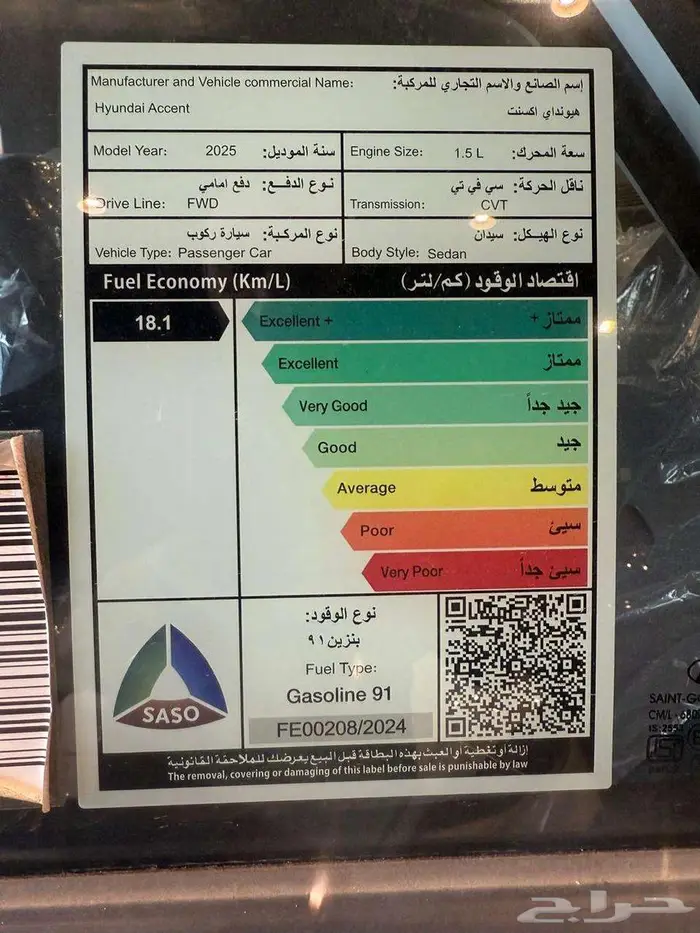 Manufacturer and Vehicle commercial Name: إسم الصانع والاسم التجاري للمركبة:
Hyundai Accent هيونداي اكسنت
Model Year: 2025 سنة الموديل:
Engine Size: 1.5 L سعة المحرك:
نوع الدفع: دفع امامي
Drive Line: FWD
ناقل الحركة: سي في تي
Transmission: CVT
نوع المركبة: سيارة ركوب
Vehicle Type: Passenger Car
نوع الهيكل: سيدان
Body Style: Sedan
Fuel Economy (Km/L) اقتصاد الوقود (كم/لتر)
18.1
Excellent + ممتاز +
Excellent ممتاز
Very Good جيد جداً
Good جيد
Average متوسط
Poor سيئ
Very Poor سيئ جداً
SASO
نوع الوقود:
بنزين ٩١
Fuel Type:
Gasoline 91
FE00208/2024
إزالة أو تغطية أو العبث بهذه البطاقة قبل البيع يعرضك للملاحقة القانونية
The removal, covering or damaging of this label before sale is punishable by law
SAINT-G
CM/L
حراج